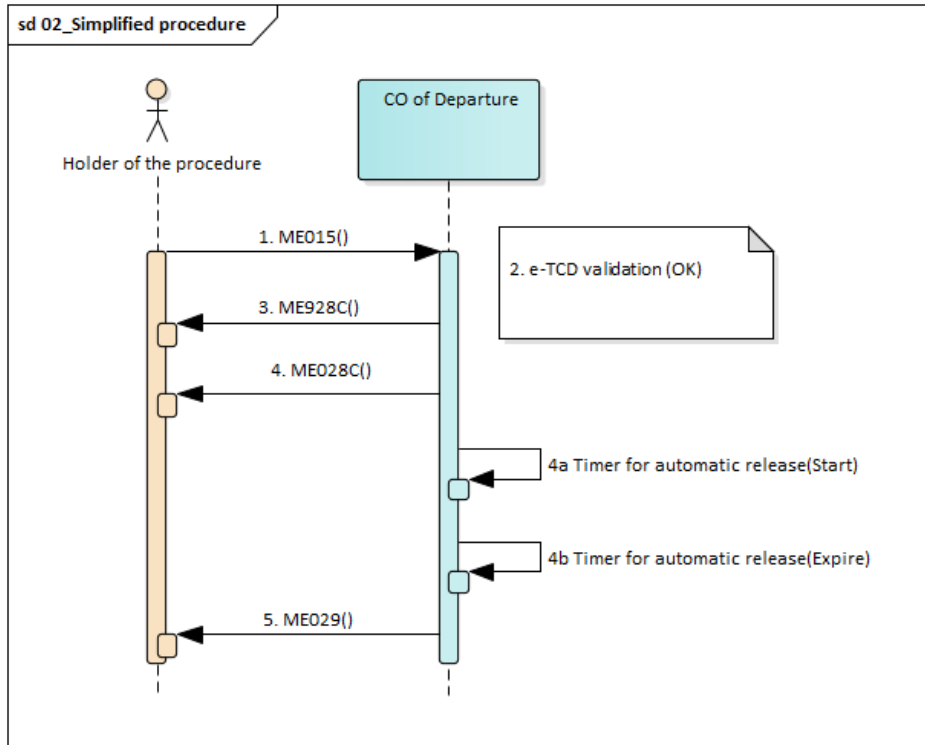 sd 02_Simplified procedure
CO of Departure
Holder of the procedure
1. ME015()
2. e-TCD validation (OK)
3. ME928C()
4. ME028C()
4a Timer for automatic release(Start)
4b Timer for automatic release(Expire)
5. ME029()